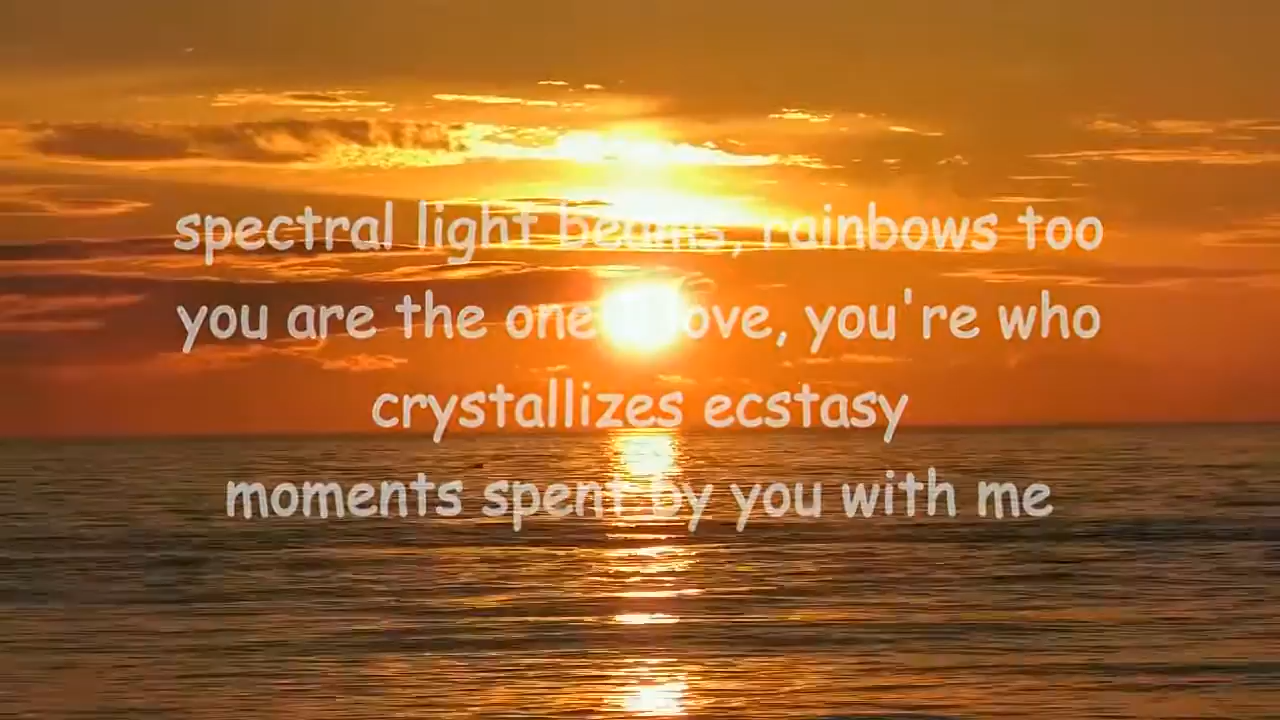 spectral light beams, rainbows too
you are the one I love, you're who
crystallizes ecstasy
moments spent by you with me